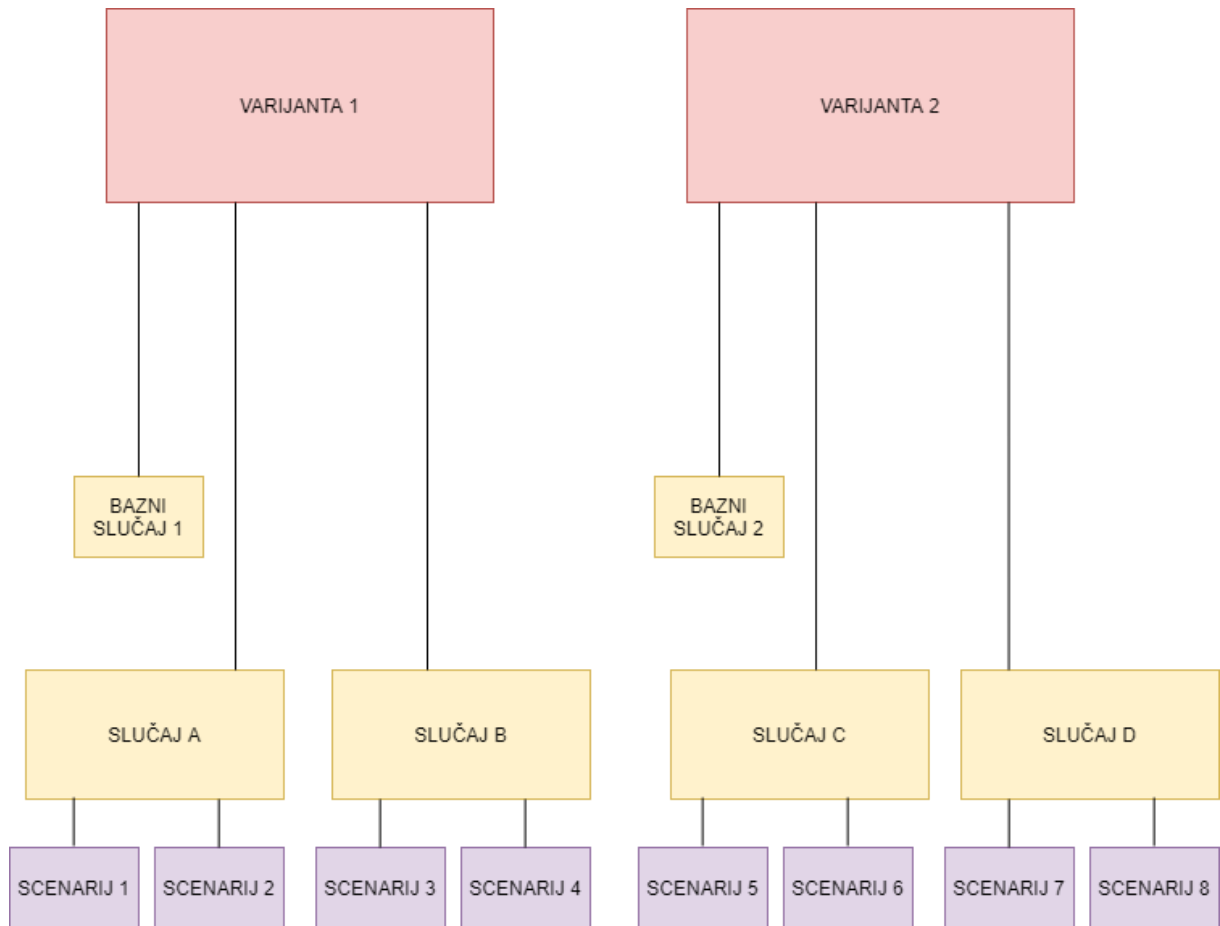 VARIJANTA 1
VARIJANTA 2
BAZNI
SLUČAJ 1
BAZNI
SLUČAJ 2
SLUČAJ A
SLUČAJ B
SLUČAJ C
SLUČAJ D
SCENARIJ 1
SCENARIJ 2
SCENARIJ 3
SCENARIJ 4
SCENARIJ 5
SCENARIJ 6
SCENARIJ 7
SCENARIJ 8